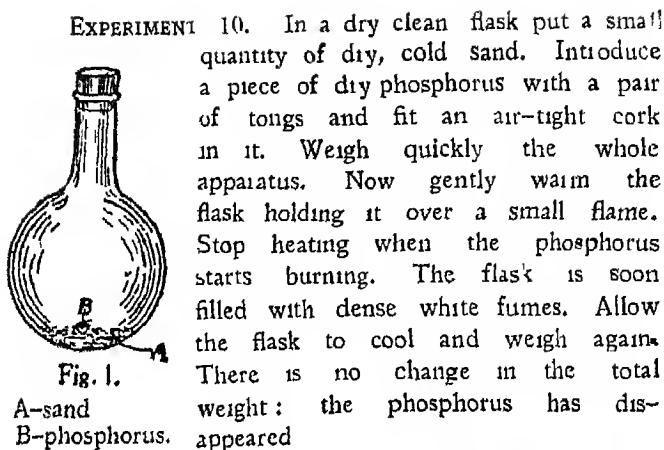 EXPERIMENT 10. In a dry clean flask put a small
quantity of dry, cold sand. Introduce
a piece of dry phosphorus with a pair
of tongs and fit an air-tight cork
in it. Weigh quickly the whole
apparatus. Now gently warm the
flask holding it over a small flame.
Stop heating when the phosphorus
starts burning. The flask is soon
filled with dense white fumes. Allow
the flask to cool and weigh again.
There is no change in the total
weight : the phosphorus has dis-
appeared
B
A
Fig. 1.
A-sand
B-phosphorus.